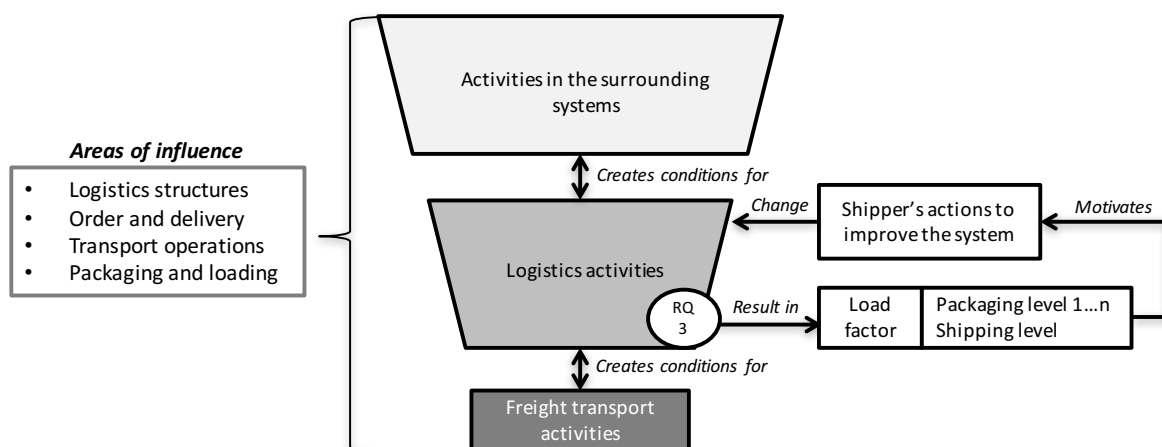 Activities in the surrounding
systems
Areas of influence
• Logistics structures
• Order and delivery
• Transport operations
• Packaging and loading
Creates conditions for
Change
Shipper's actions to
improve the system
Motivates
Logistics activities
RQ
3
Result in
Load
factor
Packaging level 1...n
Shipping level
Creates conditions for
Freight transport
activities